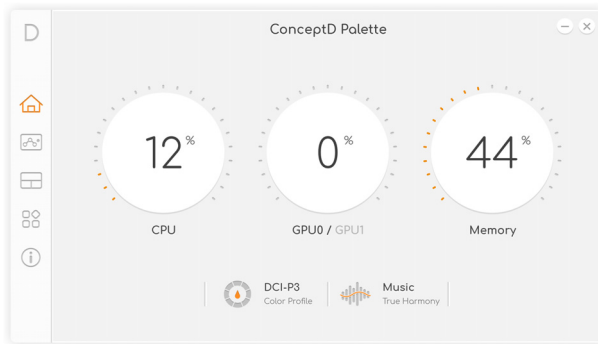 D
ConceptD Palette
12%
0%
44%
CPU
GPU0 / GPU1
Memory
DCI-P3
Color Profile
Music
True Harmony